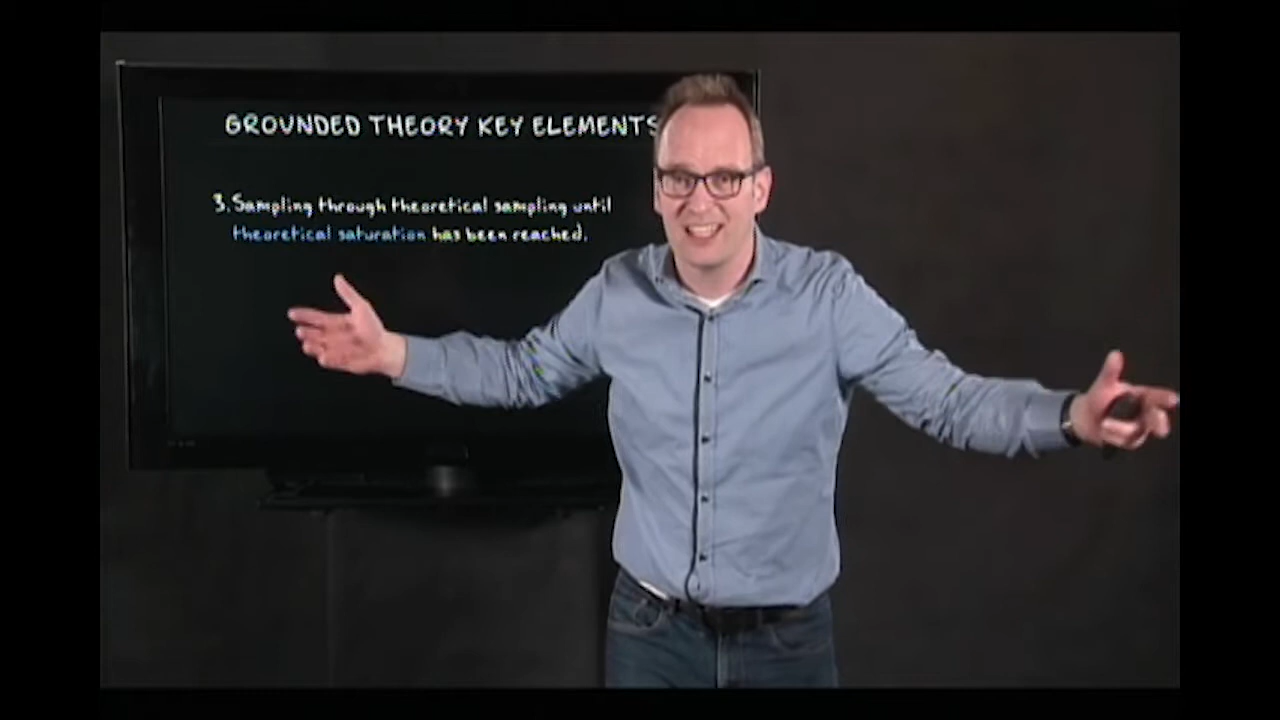 GROUNDED THEORY KEY ELEMENTS
3. Sampling through theoretical sampling until
theoretical saturation has been reached.